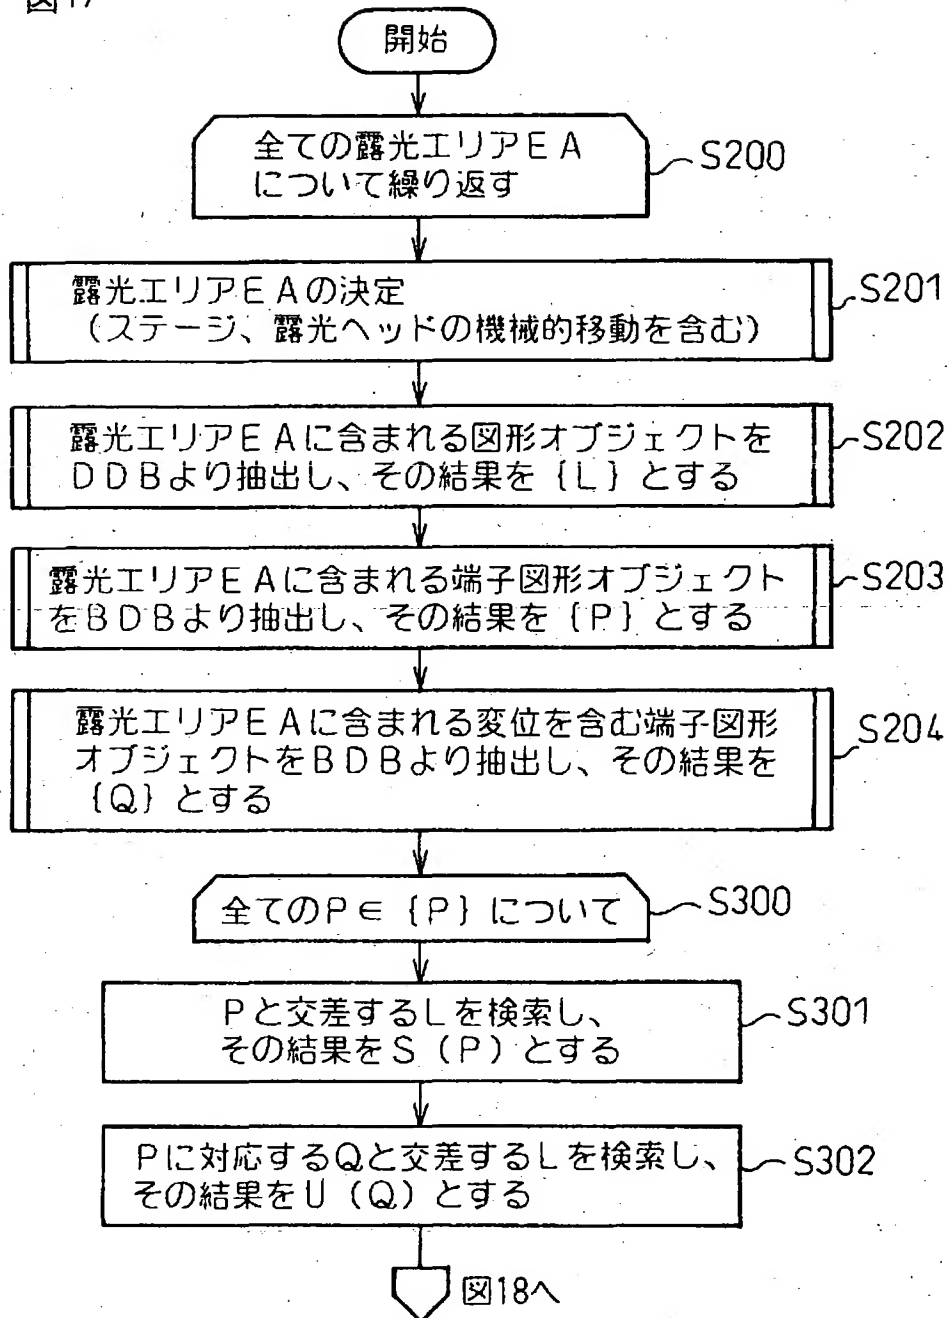 図17
開始
全ての露光エリアEA
について繰り返す
S200
露光エリアEAの決定
(ステージ、露光ヘッドの機械的移動を含む)
S201
露光エリアEAに含まれる図形オブジェクトを
DDBより抽出し、その結果を{L}とする
S202
露光エリアEAに含まれる端子図形オブジェクト
をBDBより抽出し、その結果を{P}とする
S203
露光エリアEAに含まれる変位を含む端子図形
オブジェクトをBDBより抽出し、その結果を
{Q}とする
S204
全てのP∈{P}について
S300
Pと交差するLを検索し、
その結果をS(P)とする
S301
Pに対応するQと交差するLを検索し、
その結果をU(Q)とする
S302
図18へ